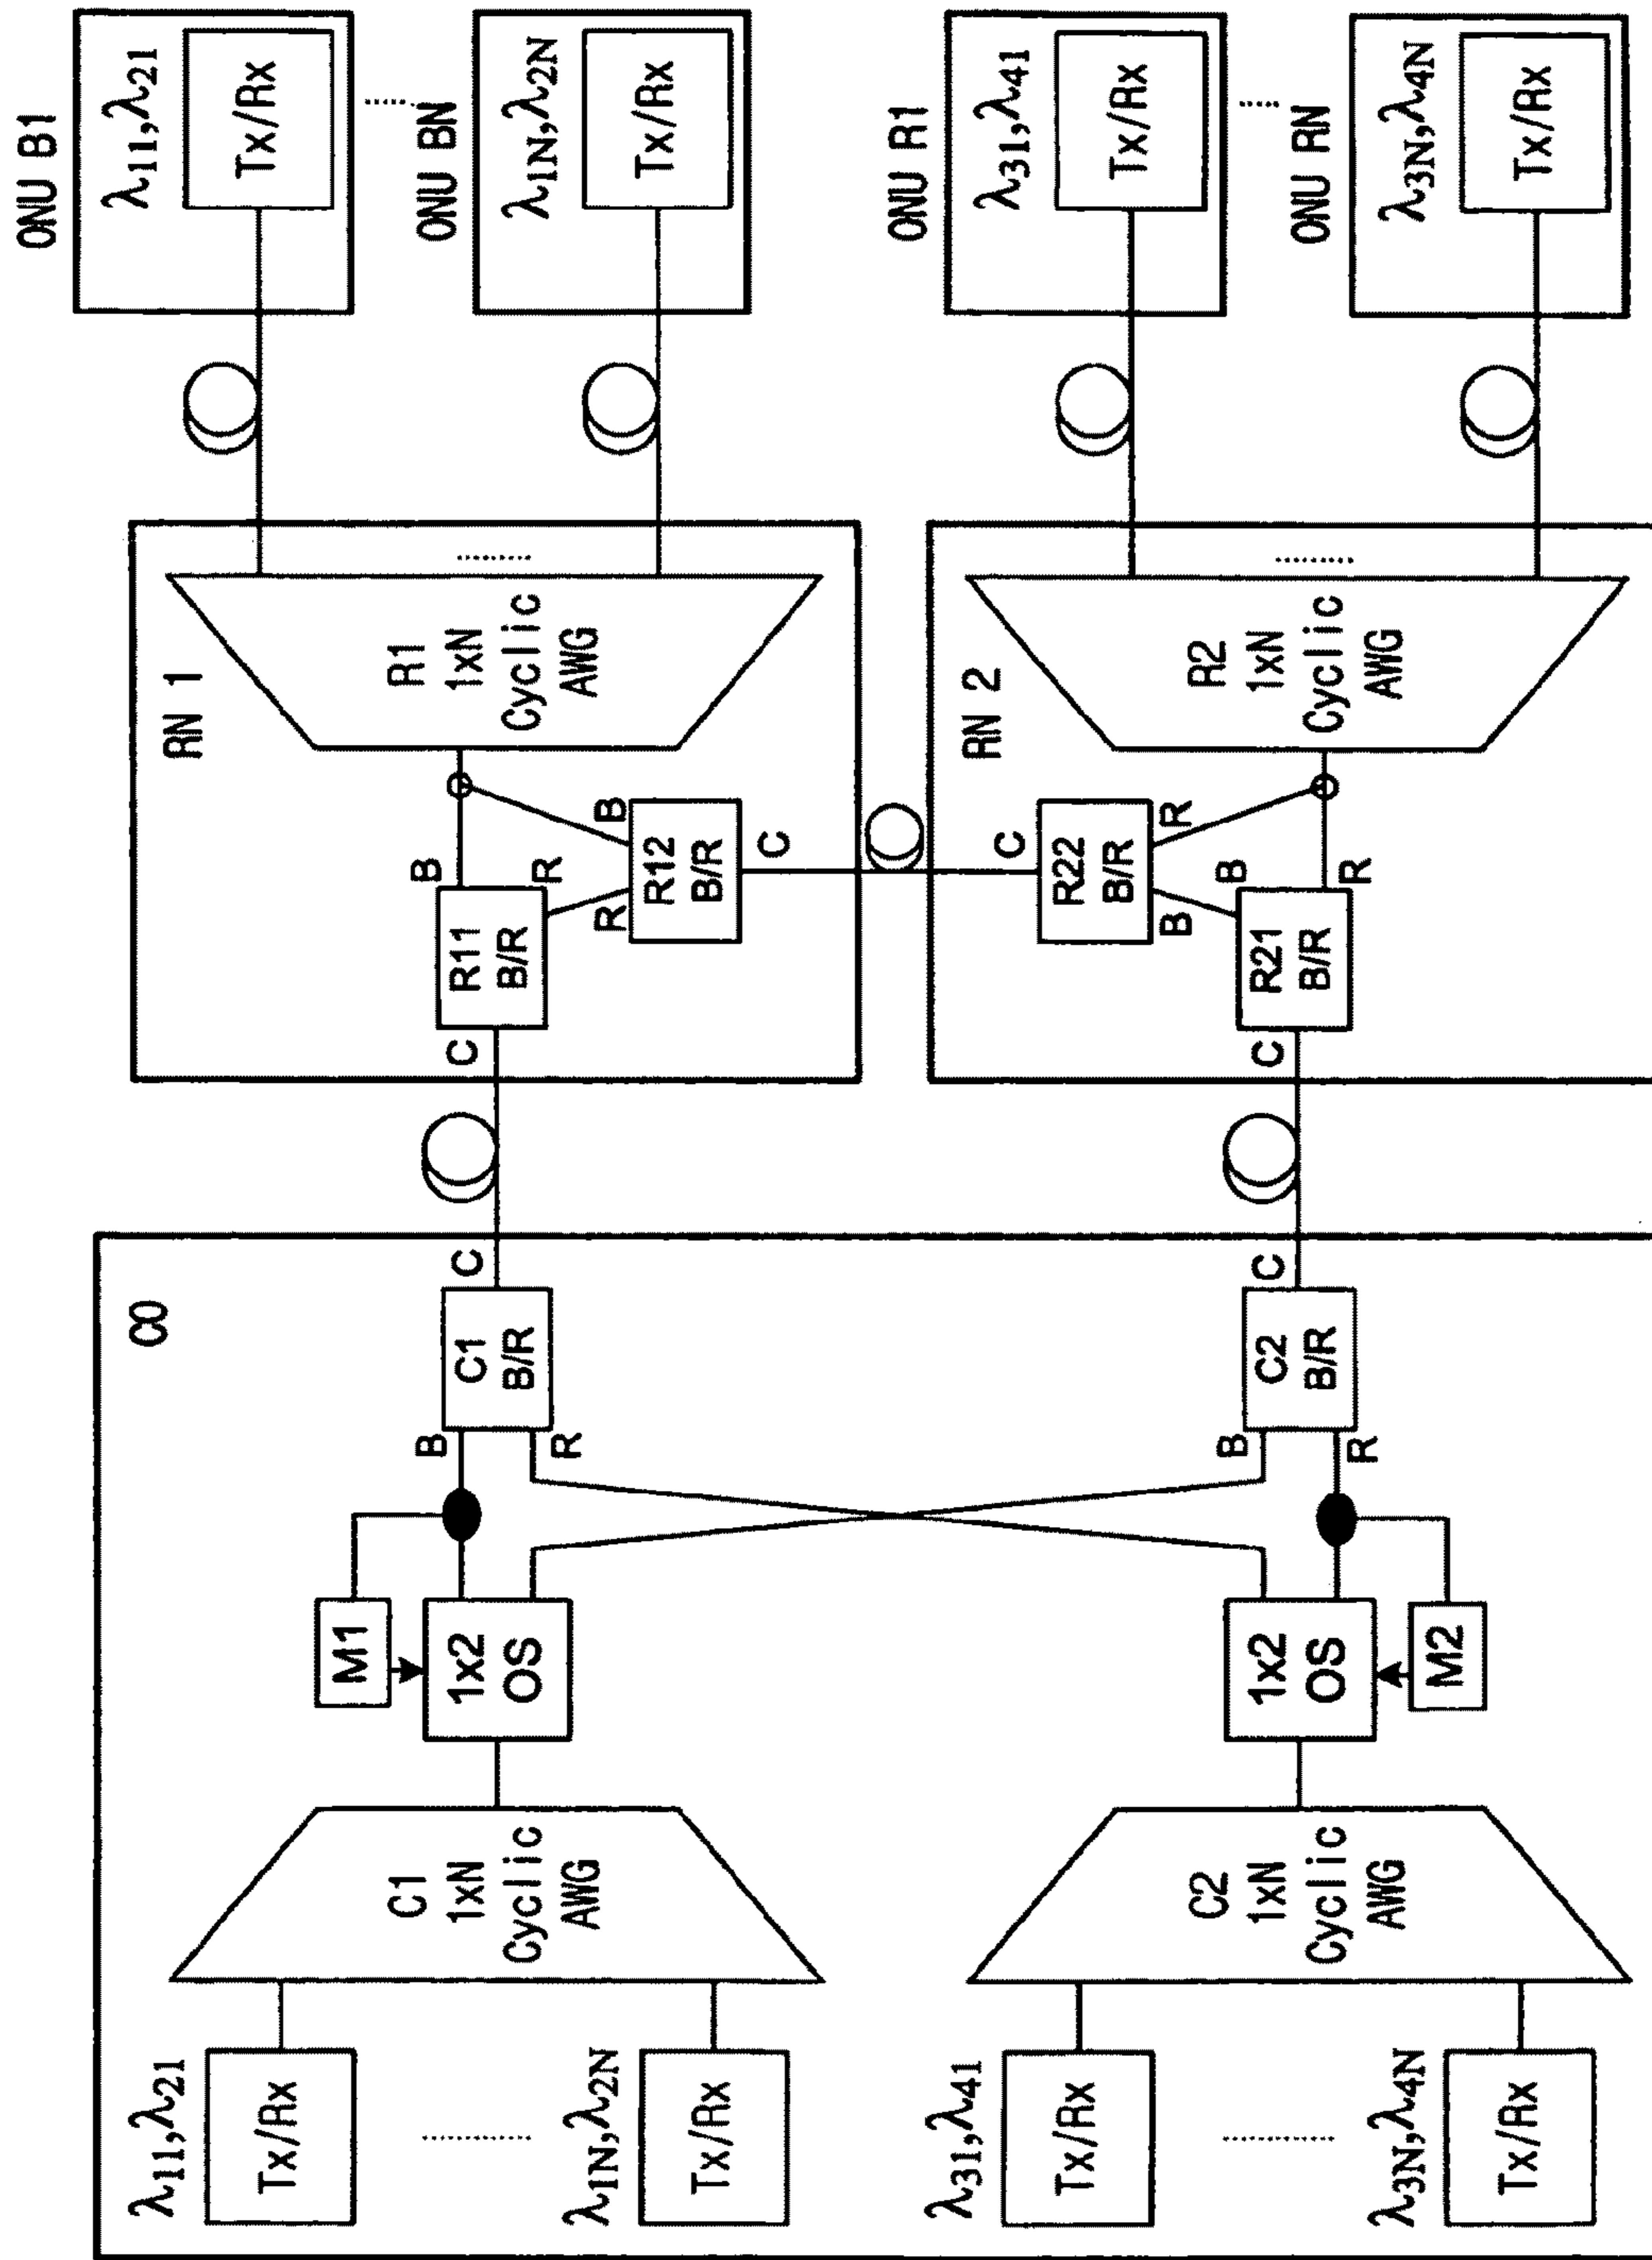 CO
λ11,λ21
Tx/Rx
λ1N,λ2N
Tx/Rx
C1
1xN
Cyclic
AWG
M1
1x2
OS
B
R
C1
B/R
C
λ31,λ41
Tx/Rx
λ3N,λ4N
Tx/Rx
C2
1xN
Cyclic
AWG
1x2
OS
M2
B
R
C2
B/R
C
RN 1
C
R11
B/R
B
R
R
B
R12
B/R
C
R1
1xN
Cyclic
AWG
RN 2
C
R22
B/R
B
R
C
R21
B/R
B
R
R2
1xN
Cyclic
AWG
ONU B1
λ11,λ21
Tx/Rx
ONU BN
λ1N,λ2N
Tx/Rx
ONU R1
λ31,λ41
Tx/Rx
ONU RN
λ3N,λ4N
Tx/Rx